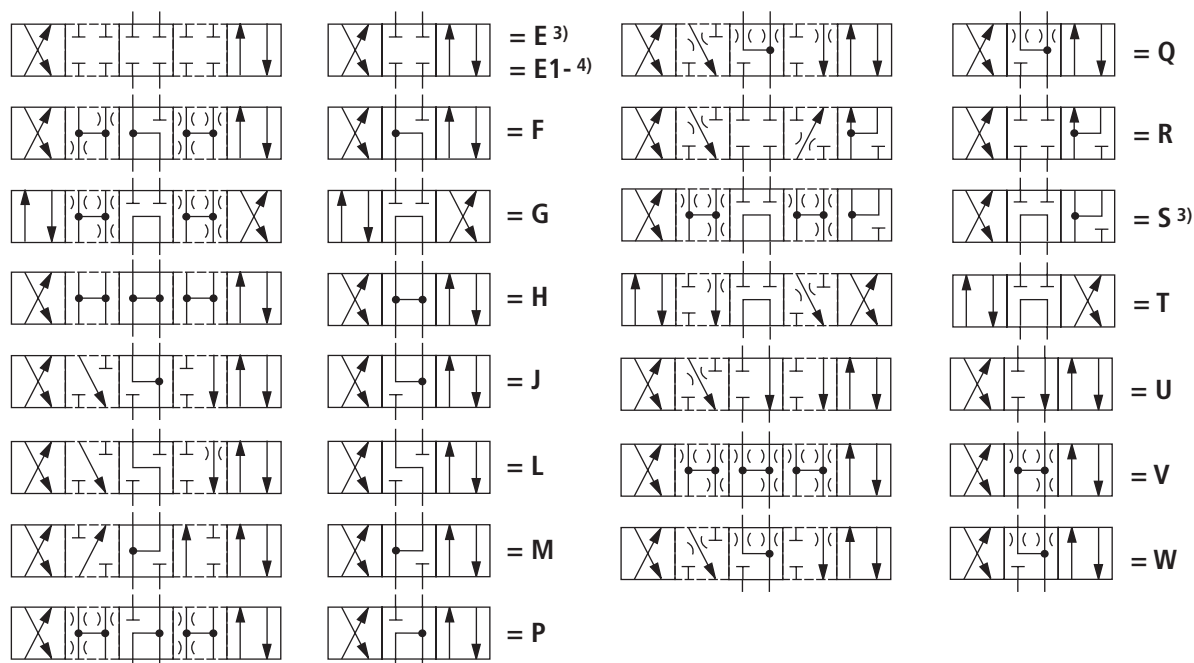 = E 3)
= E1- 4)
= F
= G
= H
= J
= L
= M
= P
= Q
= R
= S 3)
= T
= U
= V
= W